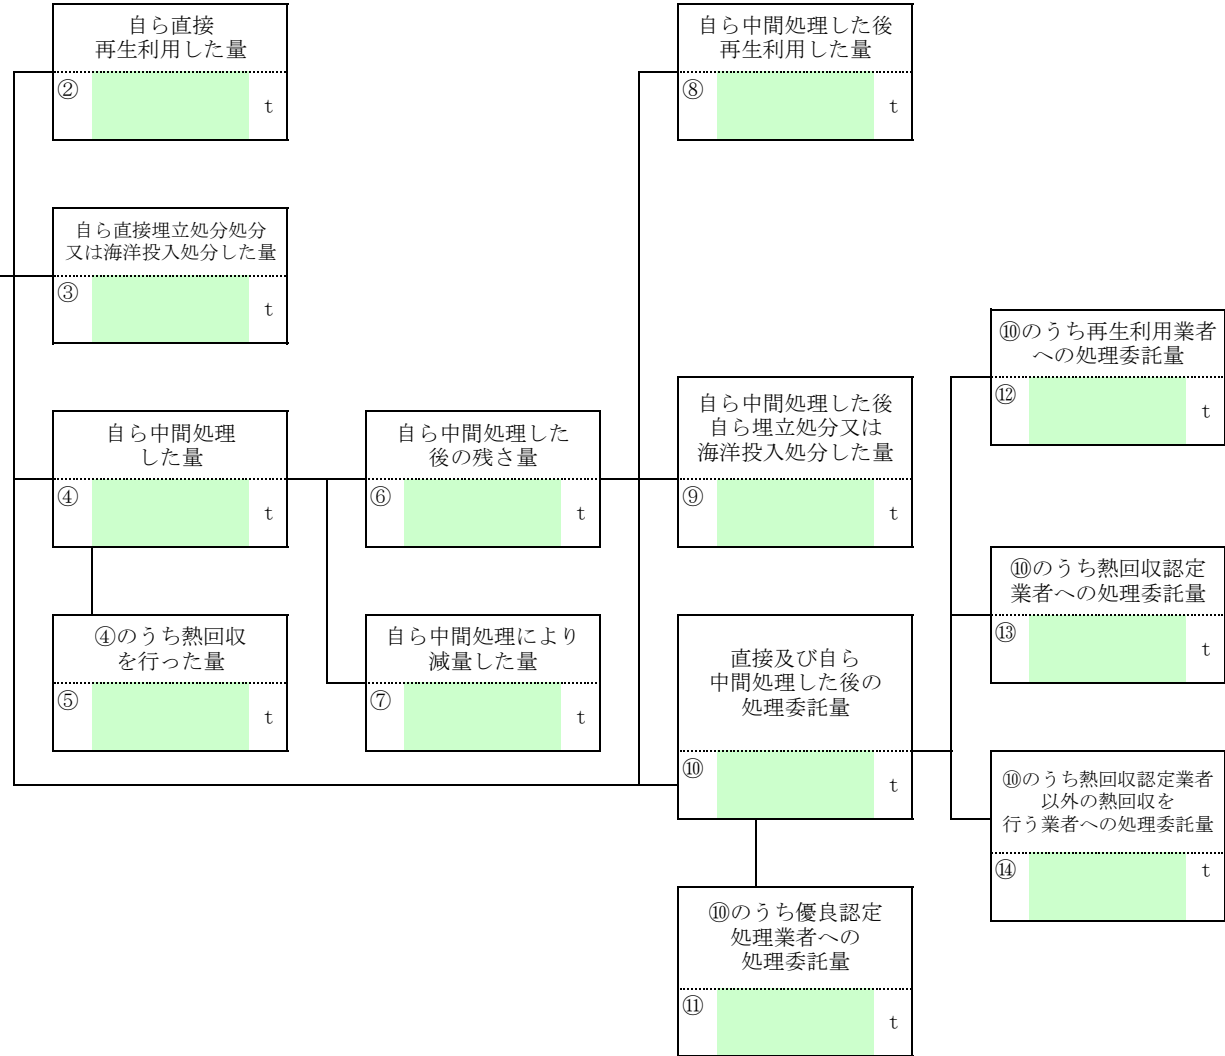 自ら直接
再生利用した量
②
t
自ら中間処理した後
再生利用した量
⑧
t
自ら直接埋立処分処分
又は海洋投入処分した量
③
t
⑩のうち再生利用業者
への処理委託量
⑫
t
自ら中間処理
した量
④
t
自ら中間処理した
後の残さ量
⑥
t
自ら中間処理した後
自ら埋立処分又は
海洋投入処分した量
⑨
t
⑩のうち熱回収認定
業者への処理委託量
⑬
t
④のうち熱回収
を行った量
⑤
t
自ら中間処理により
減量した量
⑦
t
直接及び自ら
中間処理した後の
処理委託量
⑩
t
⑩のうち熱回収認定業者
以外の熱回収を
行う業者への処理委託量
⑭
t
⑩のうち優良認定
処理業者への
処理委託量
⑪
t